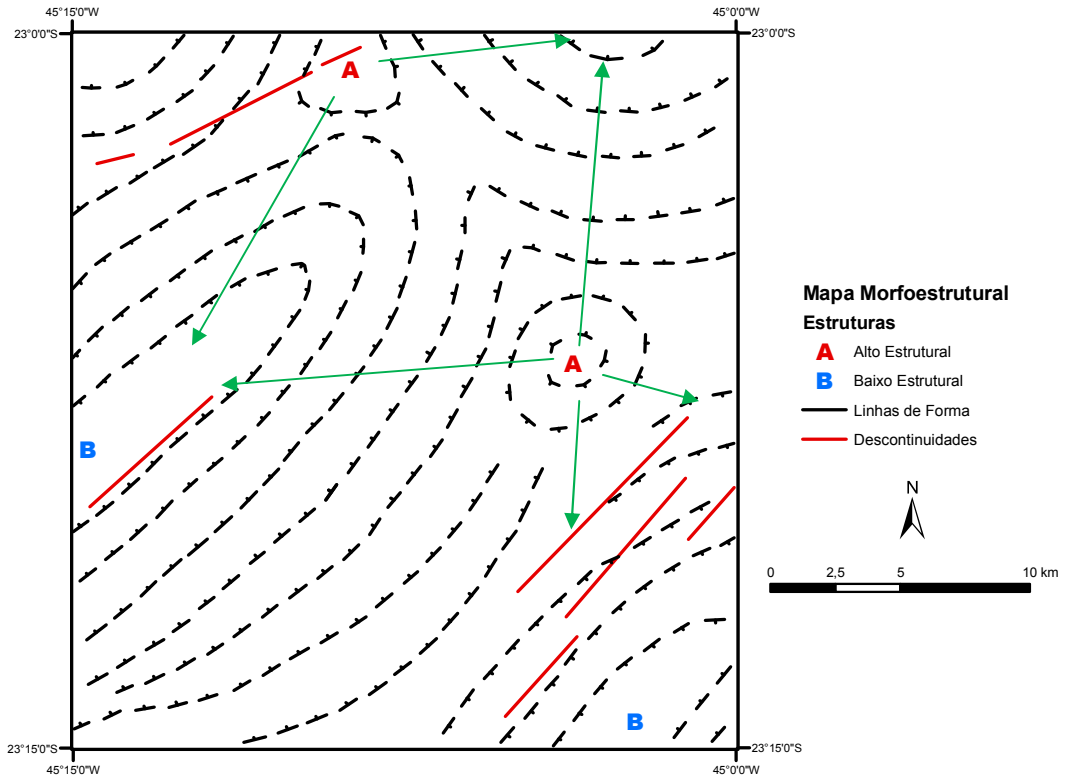 45°15'0"W
45°0'0"W
23°0'0"S
23°0'0"S
A
A
B
B
23°15'0"S
23°15'0"S
45°15'0"W
45°0'0"W
Mapa Morfoestrutural
Estruturas
A Alto Estrutural
B Baixo Estrutural
Linhas de Forma
Descontinuidades
N
0 2,5 5 10 km